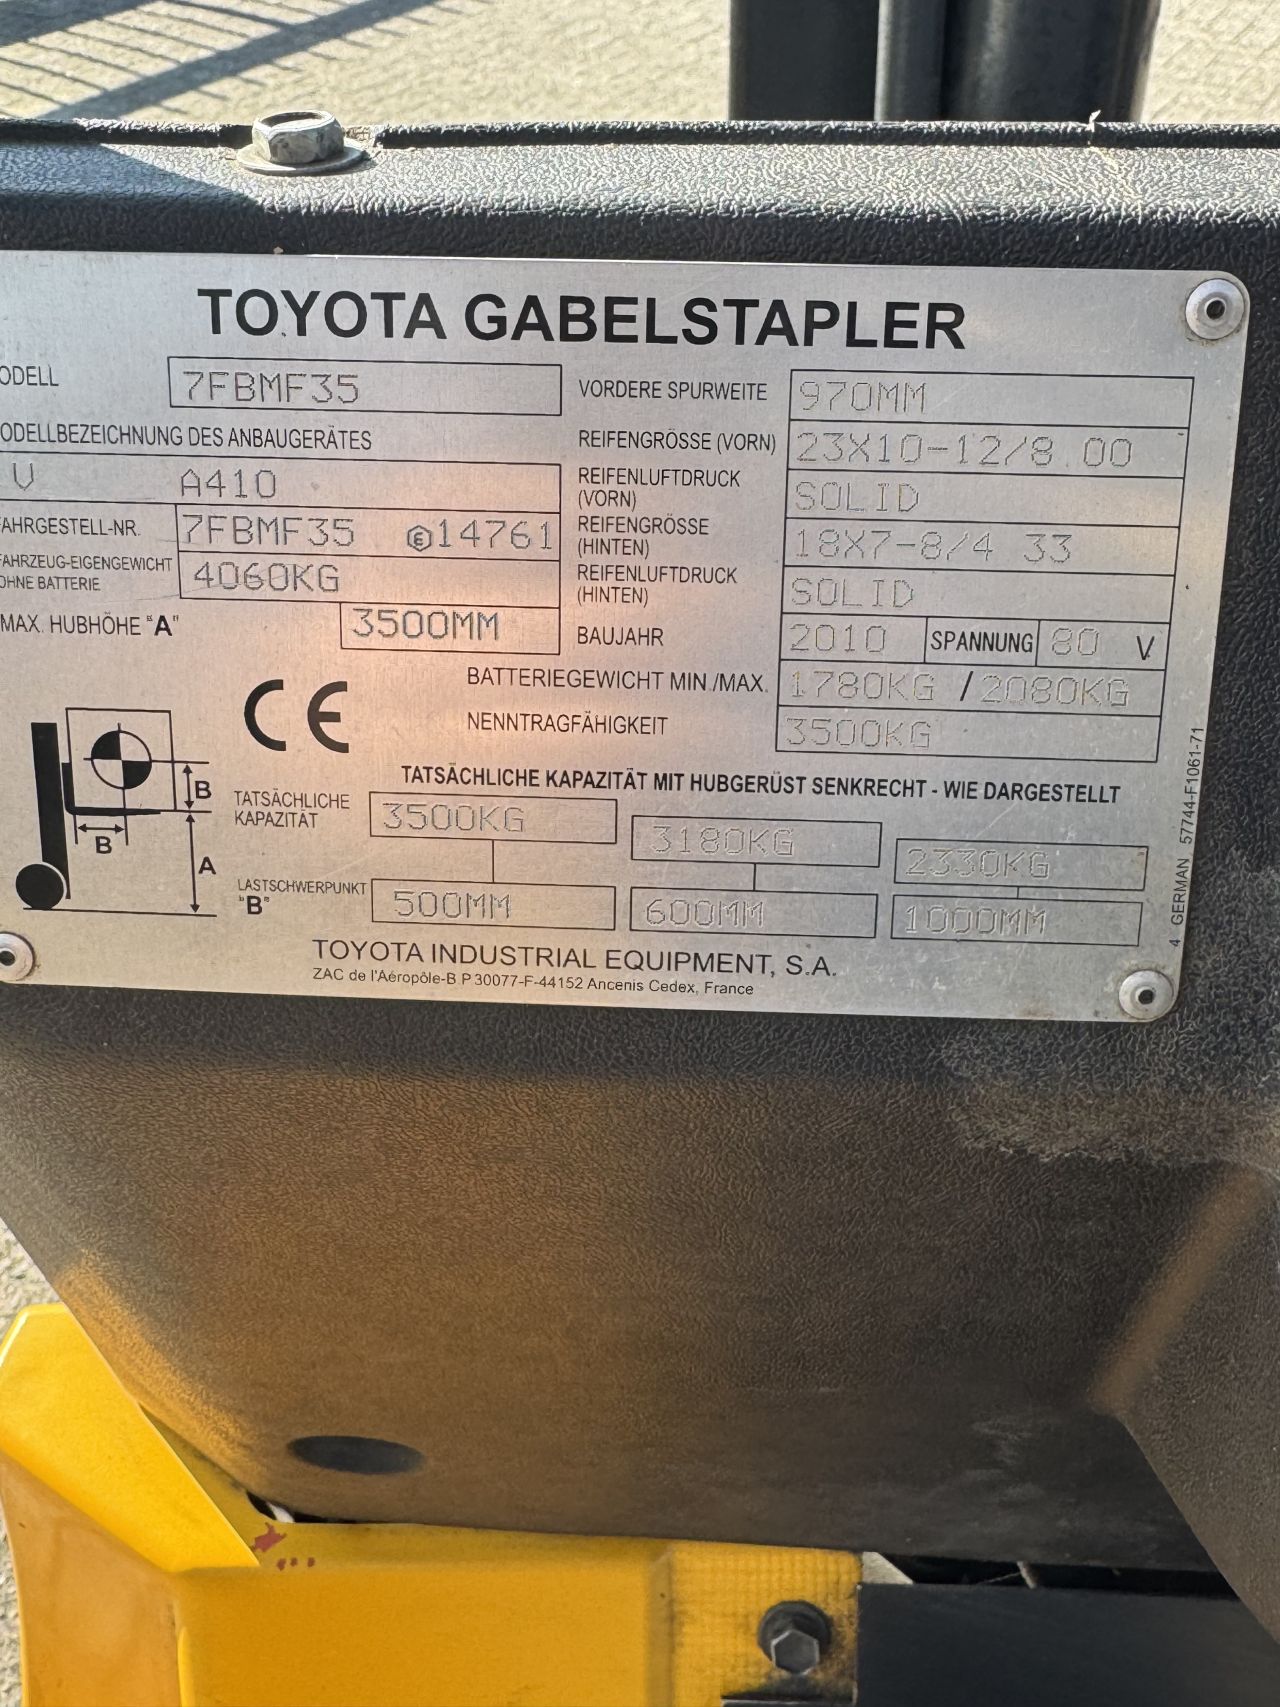 TOYOTA GABELSTAPLER
ODELL 7FBMF35 VORDERE SPURWEITE 970MM
ODELLBEZEICHNUNG DES ANBAUGERÄTES REIFENGRÖSSE (VORN) 23X10-12/8.00
V A410 REIFENLUFTDRUCK (VORN) SOLID
FAHRGESTELL-NR. 7FBMF35 E14761 REIFENGRÖSSE (HINTEN) 18X7-8/4 33
FAHRZEUG-EIGENGEWICHT OHNE BATTERIE 4060KG REIFENLUFTDRUCK (HINTEN) SOLID
MAX. HUBHÖHE "A" 3500MM BAUJAHR 2010 SPANNUNG 80 V
BATTERIEGEWICHT MIN./MAX. 1780KG / 2080KG
CE NENNTRAGFÄHIGKEIT 3500KG
TATSÄCHLICHE KAPAZITÄT MIT HUBGERÜST SENKRECHT - WIE DARGESTELLT
B B A
TATSÄCHLICHE KAPAZITÄT 3500KG 3180KG 2330KG
LASTSCHWERPUNKT "B" 500MM 600MM 1000MM
TOYOTA INDUSTRIAL EQUIPMENT, S.A.
ZAC de l'Aéropôle-B.P.30077-F-44152 Ancenis Cedex, France
4 GERMAN 57744-F1061-71